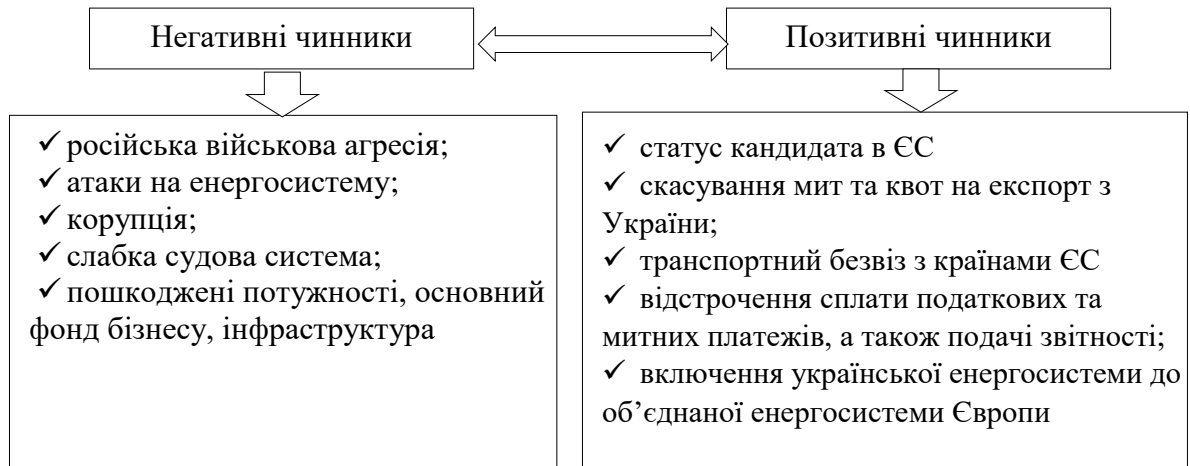 Негативні чинники
Позитивні чинники
✓ російська військова агресія;
✓ атаки на енергосистему;
✓ корупція;
✓ слабка судова система;
✓ пошкоджені потужності, основний
фонд бізнесу, інфраструктура
✓ статус кандидата в ЄС
✓ скасування мит та квот на експорт з
України;
✓ транспортний безвіз з країнами ЄС
✓ відстрочення сплати податкових та
митних платежів, а також подачі звітності;
✓ включення української енергосистеми до
об’єднаної енергосистеми Європи